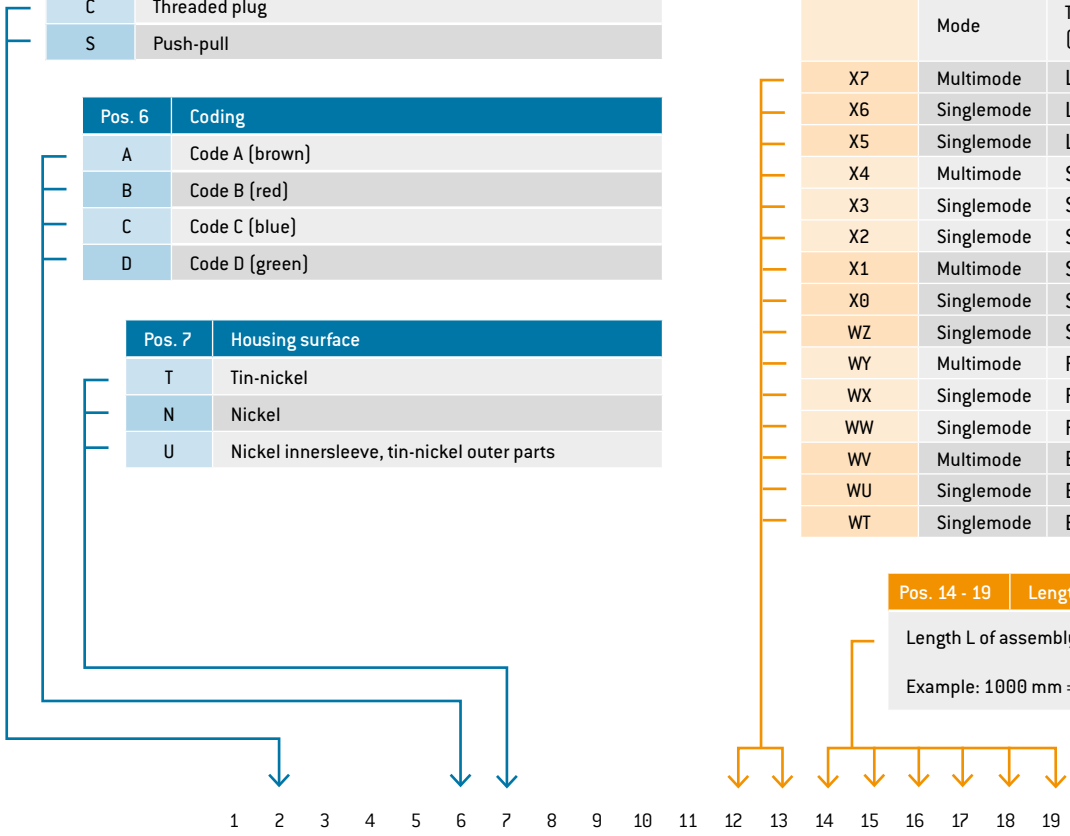 C Threaded plug
S Push-pull
Pos. 6 Coding
A Code A (brown)
B Code B (red)
C Code C (blue)
D Code D (green)
Pos. 7 Housing surface
T Tin-nickel
N Nickel
U Nickel innersleeve, tin-nickel outer parts
Mode
X7 Multimode
X6 Singlemode
X5 Singlemode
X4 Multimode
X3 Singlemode
X2 Singlemode
X1 Multimode
X0 Singlemode
WZ Singlemode
WY Multimode
WX Singlemode
WW Singlemode
WV Multimode
WU Singlemode
WT Singlemode
Pos. 14 - 19
Length L of
Example: 1000 mm =
1 2 3 4 5 6 7 8 9 10 11 12 13 14 15 16 17 18 19